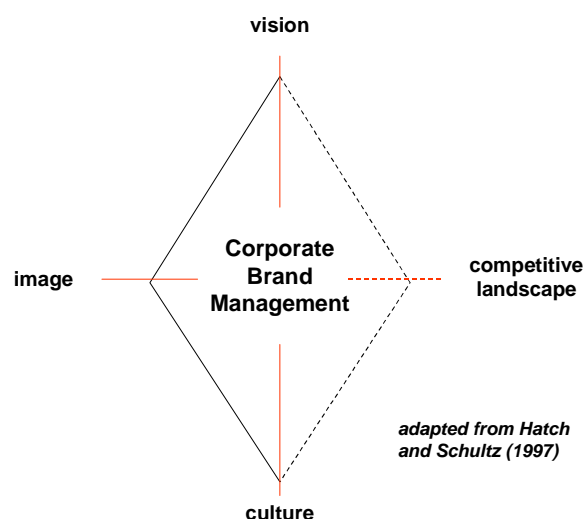 vision
Corporate
Brand
Management
image
competitive
landscape
adapted from Hatch
and Schultz (1997)
culture